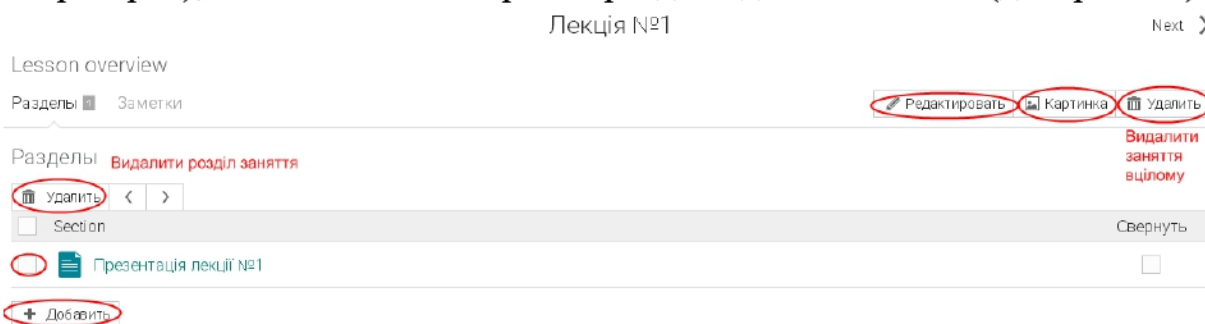 Лекція №1
Next
Lesson overview
Разделы 1 Заметки
Редактировать Картинка Удалить
Видалити заняття вцілому
Разделы Видалити розділ заняття
Удалить < >
Section Свернуть
Презентація лекції №1
+ Добавить